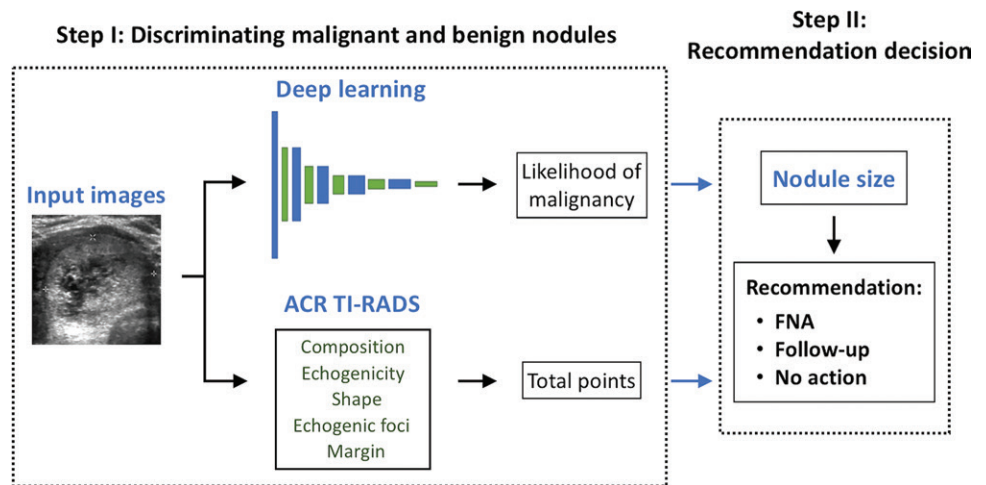 Step I: Discriminating malignant and benign nodules
Step II:
Recommendation decision
Deep learning
Input images
Likelihood of
malignancy
ACR TI-RADS
Composition
Echogenicity
Shape
Echogenic foci
Margin
Total points
Nodule size
Recommendation:
• FNA
• Follow-up
• No action